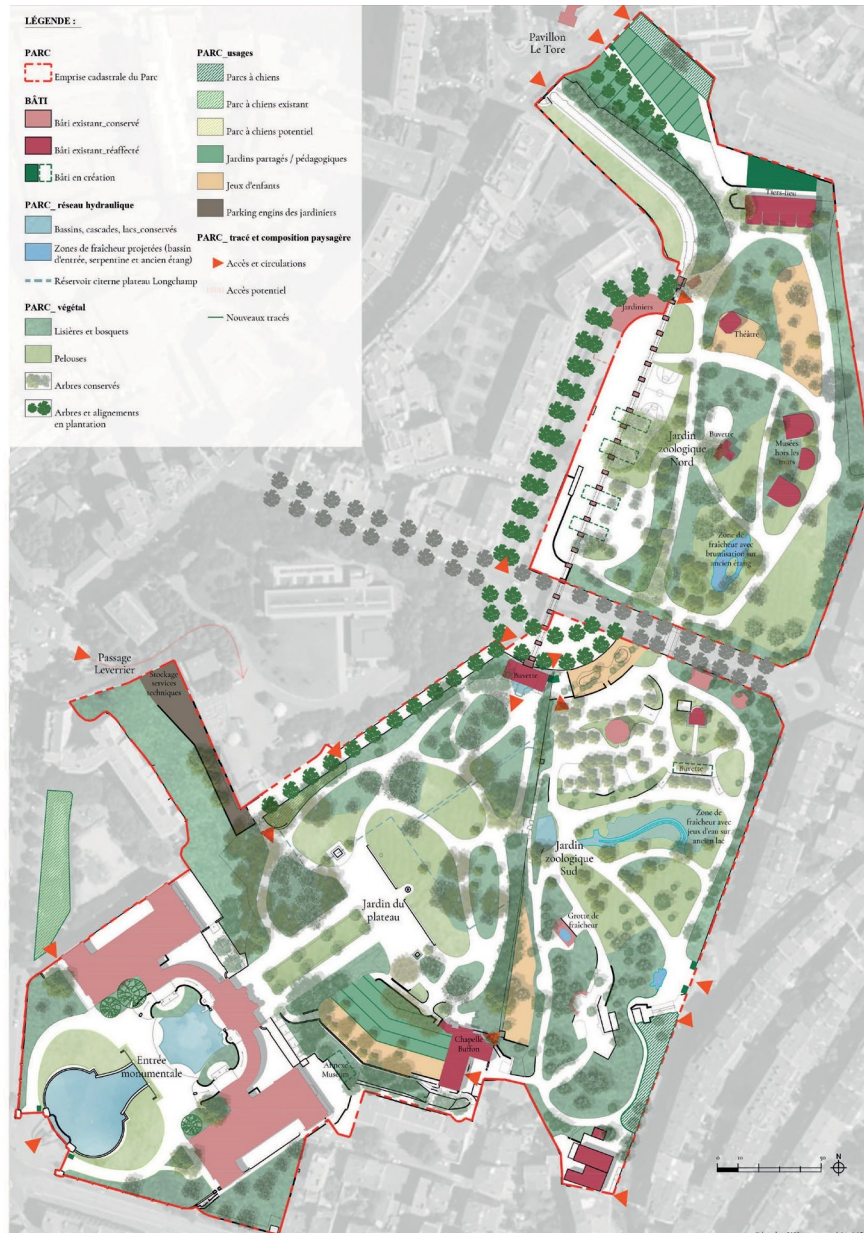 LÉGENDE :
PARC
Emprise cadastrale du Parc
BÂTI
Bâti existant_conservé
Bâti existant_réaffecté
Bâti en création
PARC_réseau hydraulique
Bassins, cascades, lacs_conservés
Zones de fraîcheur projetées (bassin
d'entrée, serpentine et ancien étang)
Réservoir citerne plateau Longchamp
PARC_ végétal
Lisières et bosquets
Pelouses
Arbres conservés
Arbres et alignements
en plantation
PARC_usages
Parcs à chiens
Parc à chiens existant
Parc à chiens potentiel
Jardins partagés / pédagogiques
Jeux d'enfants
Parking engins des jardiniers
PARC_ tracé et composition paysagère
Accès et circulations
Accès potentiel
Nouveaux tracés
Pavillon
Le Tore
Tiers-lieu
Jardiniers
Théâtre
Buvette
Jardin
zoologique
Nord
Musées
hors les
murs
Zone de
fraîcheur avec
brumisation sur
ancien étang
Passage
Leverrier
Stockage
services
techniques
Buvette
Buvette
Zone de
fraîcheur avec
jeux d'eau sur
ancien lac
Jardin
zoologique
Sud
Jardin du
plateau
Grotte de
fraîcheur
Chapelle
Buffon
Annexe
Muséum
Entrée
monumentale
0 10 50 N